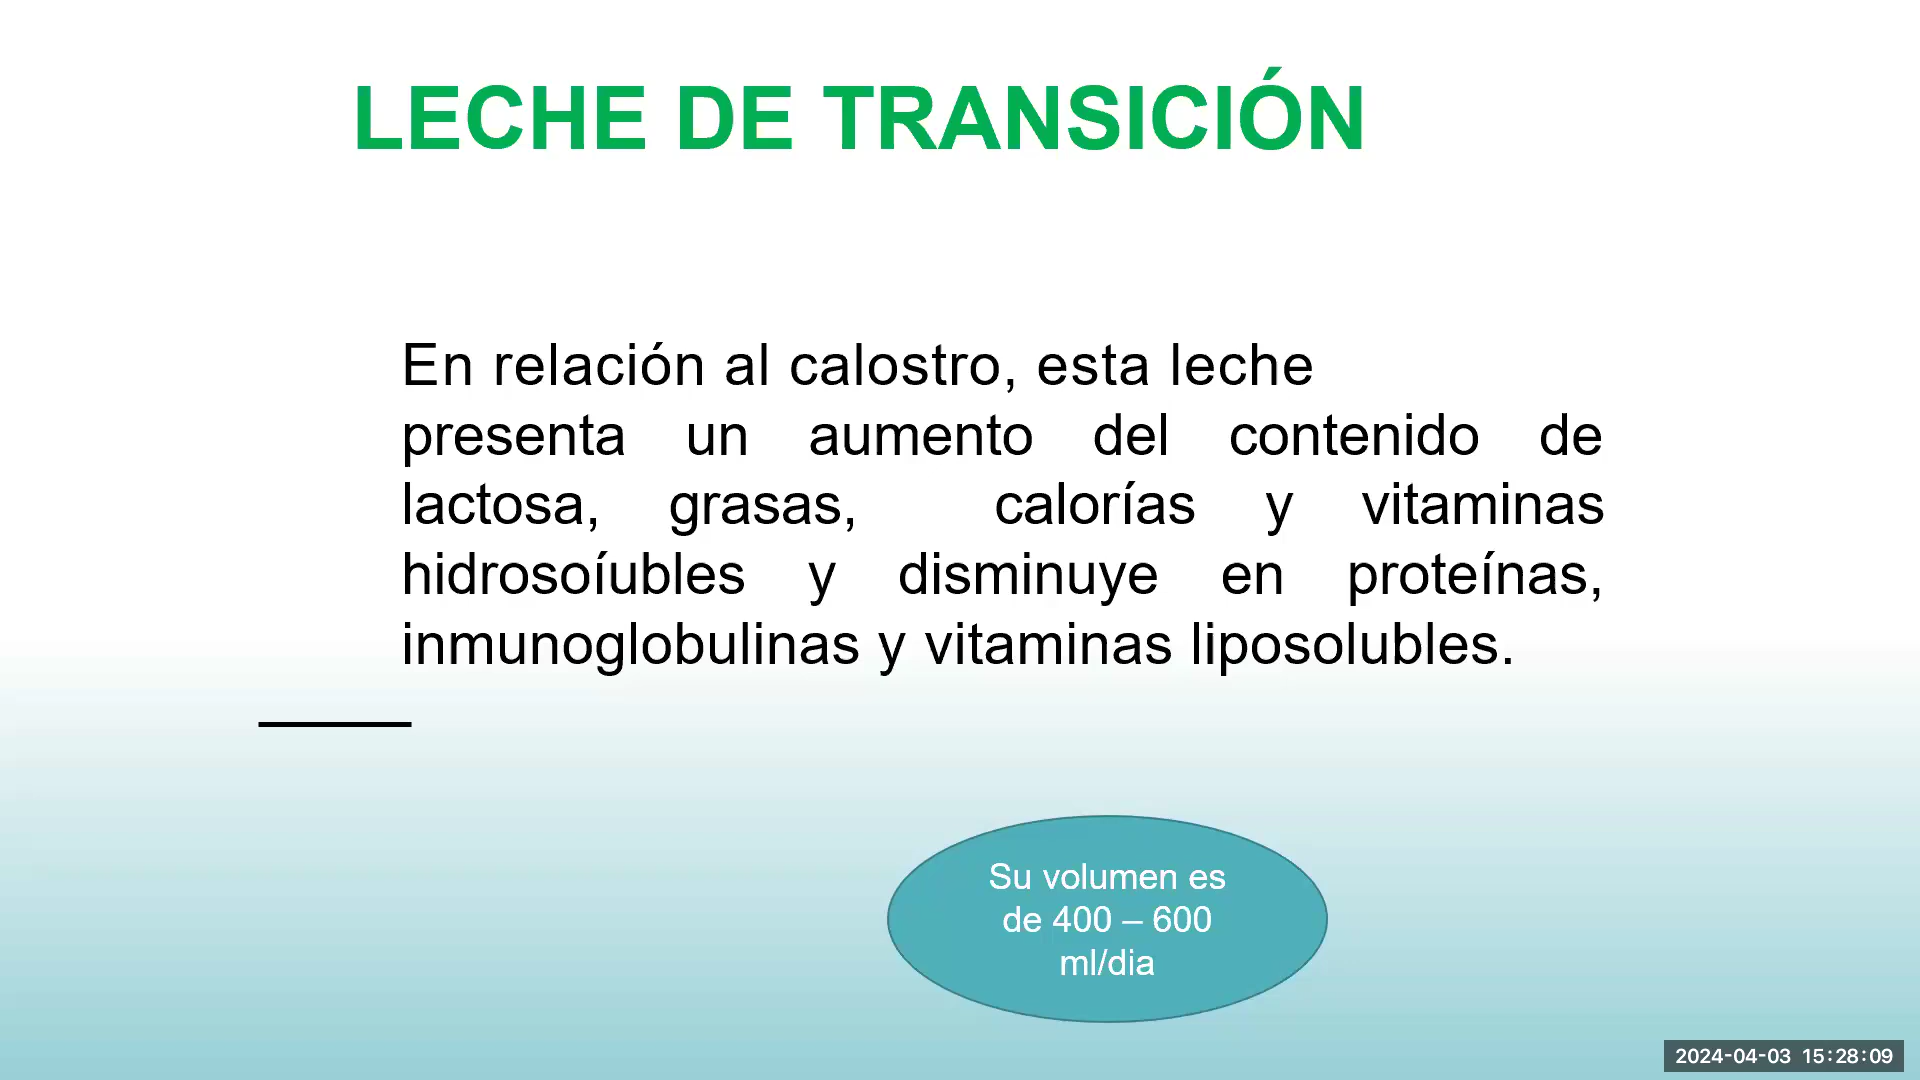 LECHE DE TRANSICIÓN
En relación al calostro, esta leche
presenta un aumento del contenido de
lactosa, grasas, calorías y vitaminas
hidrosoíubles y disminuye en proteínas,
inmunoglobulinas y vitaminas liposolubles.
Su volumen es
de 400 – 600
ml/dia
2024-04-03 15:28:09